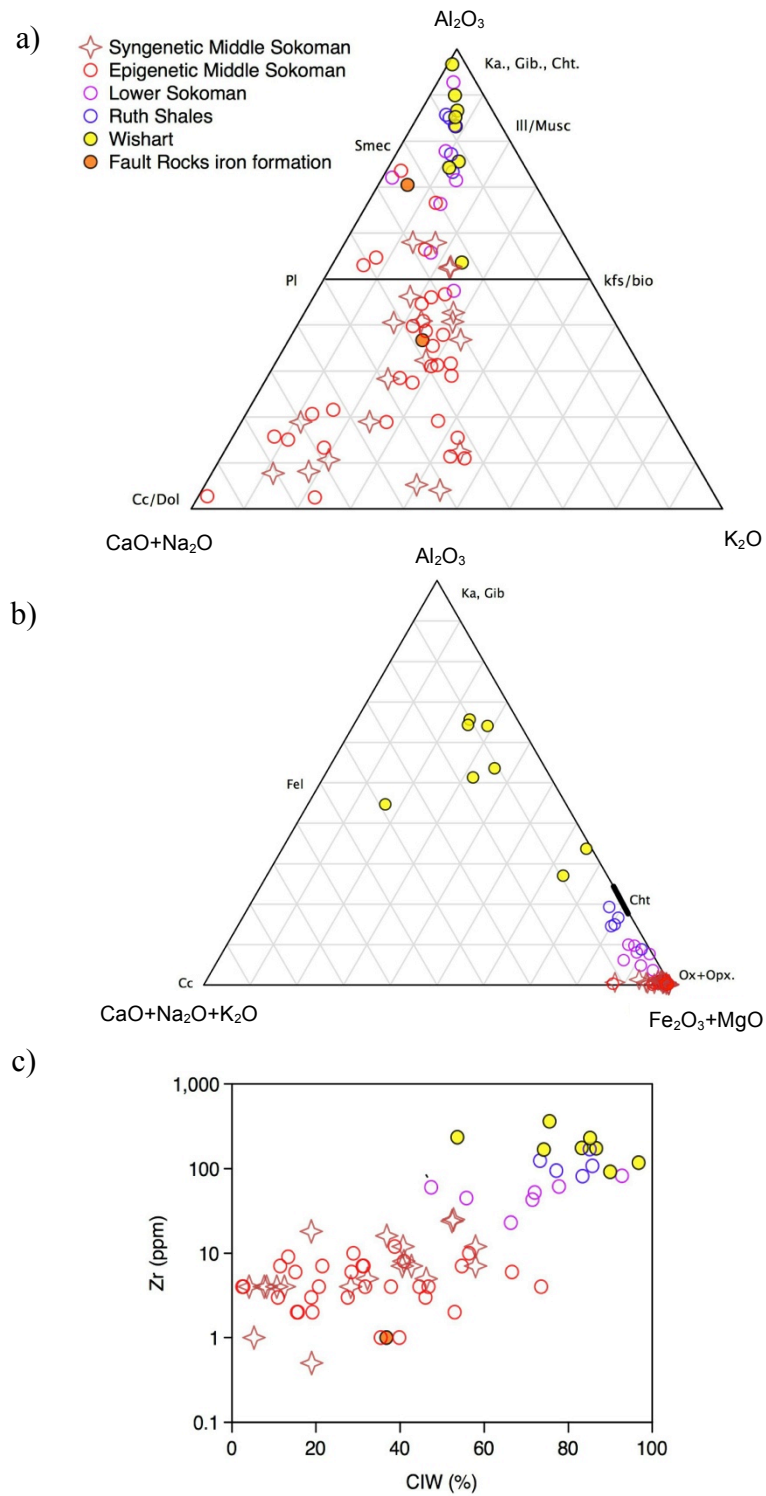 a)
Al₂O₃
Syngenetic Middle Sokoman
Epigenetic Middle Sokoman
Lower Sokoman
Ruth Shales
Wishart
Fault Rocks iron formation
Ka., Gib., Cht.
Ill/Musc
Smec
Pl
kfs/bio
Cc/Dol
CaO+Na₂O
K₂O
b)
Al₂O₃
Ka, Gib
Fel
Cht
Cc
Ox+Opx.
CaO+Na₂O+K₂O
Fe₂O₃+MgO
c)
1,000
100
10
1
0.1
Zr (ppm)
0 20 40 60 80 100
CIW (%)